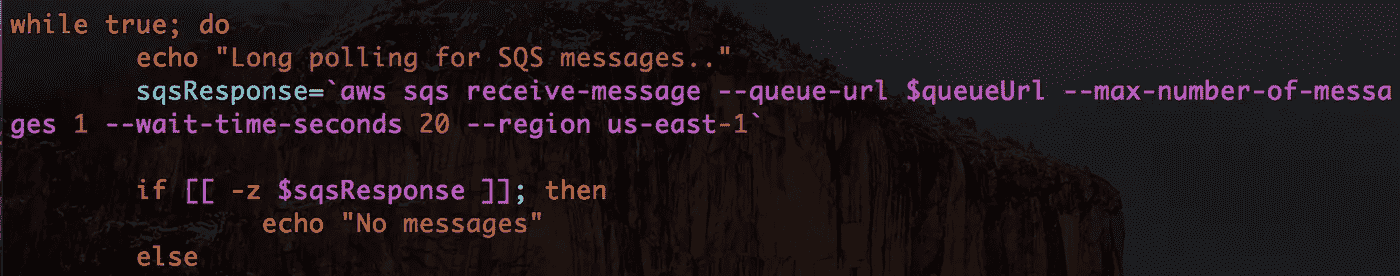 while true; do
echo "Long polling for SQS messages.."
sqsResponse=`aws sqs receive-message --queue-url $queueUrl --max-number-of-messa
ges 1 --wait-time-seconds 20 --region us-east-1`
if [[ -z $sqsResponse ]]; then
echo "No messages"
else